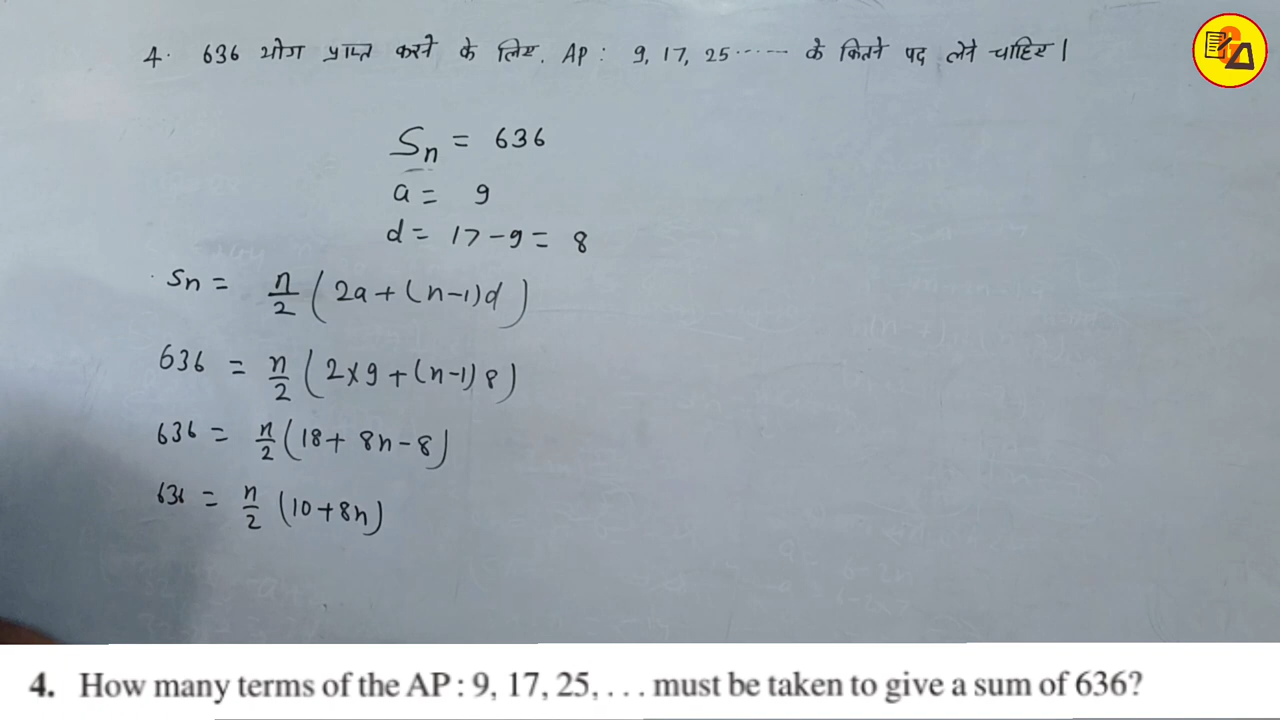 4. 636 योग प्राप्त करने के लिए. AP : 9, 17, 25...... के कितने पद लेने चाहिए।
Sn = 636
a = 9
d = 17 - 9 = 8
Sn = n/2 (2a + (n-1)d)
636 = n/2 (2×9 + (n-1) 8)
636 = n/2 (18 + 8n - 8)
636 = n/2 (10 + 8n)
4. How many terms of the AP : 9, 17, 25, . . . must be taken to give a sum of 636?